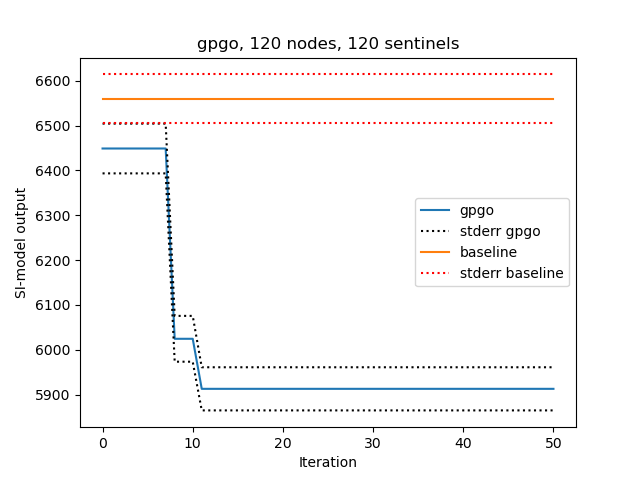 gpgo, 120 nodes, 120 sentinels
6600
6500
6400
6300
6200
6100
6000
5900
SI-model output
gpgo
stderr gpgo
baseline
stderr baseline
0 10 20 30 40 50
Iteration